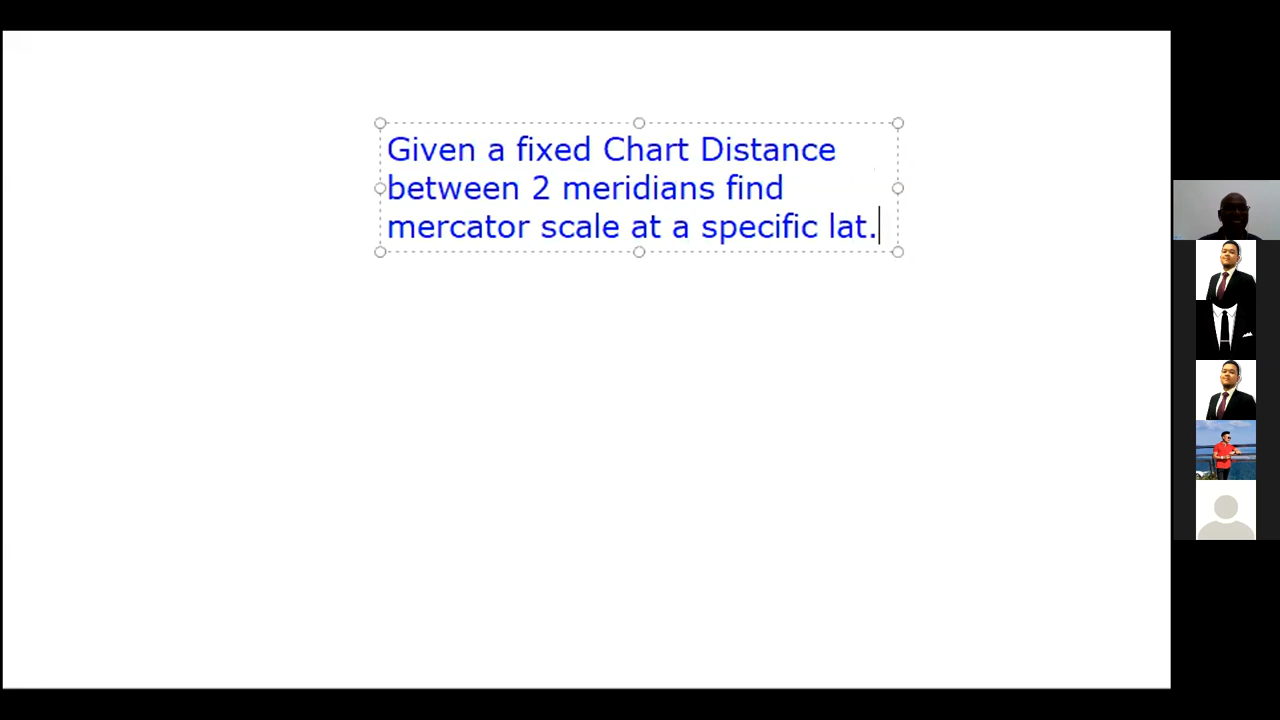 Given a fixed Chart Distance
between 2 meridians find
mercator scale at a specific lat.